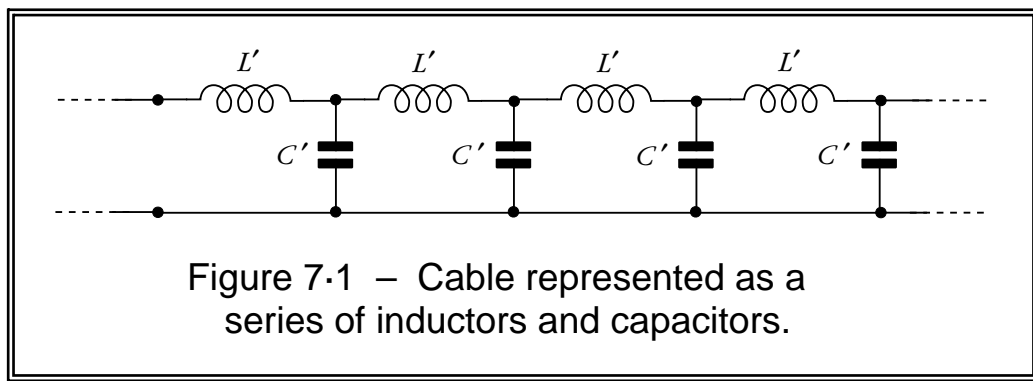 L′ L′ L′ L′
C′ C′ C′ C′
Figure 7·1 – Cable represented as a
series of inductors and capacitors.